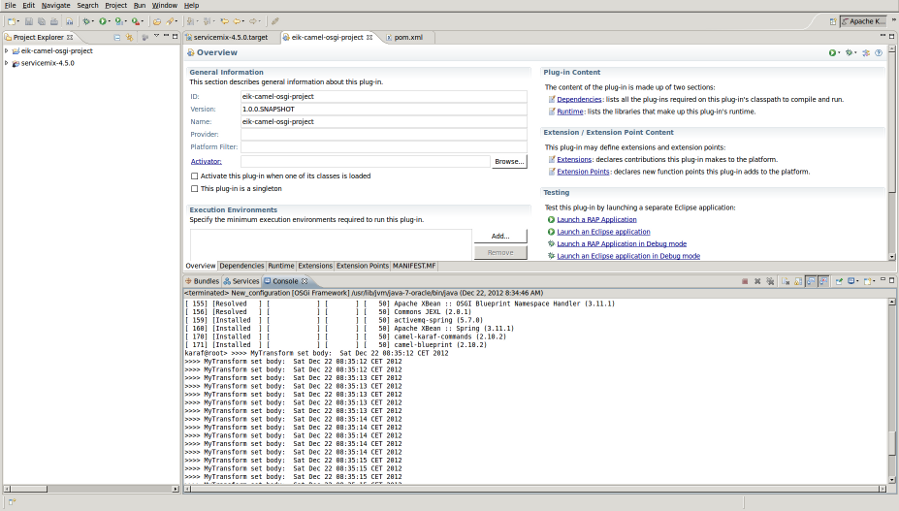 File Edit Navigate Search Project Run Window Help
Apache K...
Project Explorer
eik-camel-osgi-project
servicemix-4.5.0
servicemix-4.5.0.target
eik-camel-osgi-project
pom.xml
Overview
General Information
This section describes general information about this plug-in.
ID: eik-camel-osgi-project
Version: 1.0.0.SNAPSHOT
Name: eik-camel-osgi-project
Provider:
Platform Filter:
Activator: Browse...
Activate this plug-in when one of its classes is loaded
This plug-in is a singleton
Execution Environments
Specify the minimum execution environments required to run this plug-in.
Add...
Remove
Plug-in Content
The content of the plug-in is made up of two sections:
Dependencies: lists all the plug-ins required on this plug-in's classpath to compile and run.
Runtime: lists the libraries that make up this plug-in's runtime.
Extension / Extension Point Content
This plug-in may define extensions and extension points:
Extensions: declares contributions this plug-in makes to the platform.
Extension Points: declares new function points this plug-in adds to the platform.
Testing
Test this plug-in by launching a separate Eclipse application:
Launch a RAP Application
Launch an Eclipse application
Launch a RAP Application in Debug mode
Launch an Eclipse application in Debug mode
Overview Dependencies Runtime Extensions Extension Points MANIFEST.MF
Bundles Services Console
<terminated> New_configuration [OSGi Framework] /usr/lib/jvm/java-7-oracle/bin/java (Dec 22, 2012 8:34:46 AM)
[ 155] [Resolved ] [ ] [ ] [ 50] Apache XBean :: OSGI Blueprint Namespace Handler (3.11.1)
[ 156] [Resolved ] [ ] [ ] [ 50] Commons JEXL (2.0.1)
[ 159] [Installed ] [ ] [ ] [ 50] activemq-spring (5.7.0)
[ 160] [Installed ] [ ] [ ] [ 50] Apache XBean :: Spring (3.11.1)
[ 170] [Installed ] [ ] [ ] [ 50] camel-karaf-commands (2.10.2)
[ 171] [Installed ] [ ] [ ] [ 50] camel-blueprint (2.10.2)
karaf@root> >>>> MyTransform set body: Sat Dec 22 08:35:12 CET 2012
>>>> MyTransform set body: Sat Dec 22 08:35:12 CET 2012
>>>> MyTransform set body: Sat Dec 22 08:35:12 CET 2012
>>>> MyTransform set body: Sat Dec 22 08:35:13 CET 2012
>>>> MyTransform set body: Sat Dec 22 08:35:13 CET 2012
>>>> MyTransform set body: Sat Dec 22 08:35:13 CET 2012
>>>> MyTransform set body: Sat Dec 22 08:35:13 CET 2012
>>>> MyTransform set body: Sat Dec 22 08:35:13 CET 2012
>>>> MyTransform set body: Sat Dec 22 08:35:14 CET 2012
>>>> MyTransform set body: Sat Dec 22 08:35:14 CET 2012
>>>> MyTransform set body: Sat Dec 22 08:35:14 CET 2012
>>>> MyTransform set body: Sat Dec 22 08:35:14 CET 2012
>>>> MyTransform set body: Sat Dec 22 08:35:14 CET 2012
>>>> MyTransform set body: Sat Dec 22 08:35:15 CET 2012
>>>> MyTransform set body: Sat Dec 22 08:35:15 CET 2012
>>>> MyTransform set body: Sat Dec 22 08:35:15 CET 2012